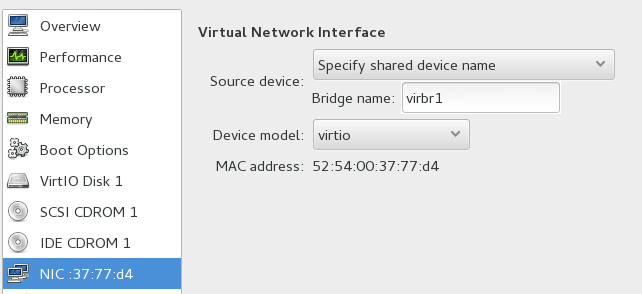 Overview
Performance
Processor
Memory
Boot Options
VirtIO Disk 1
SCSI CDROM 1
IDE CDROM 1
NIC :37:77:d4
Virtual Network Interface
Source device: Specify shared device name
Bridge name: virbr1
Device model: virtio
MAC address: 52:54:00:37:77:d4